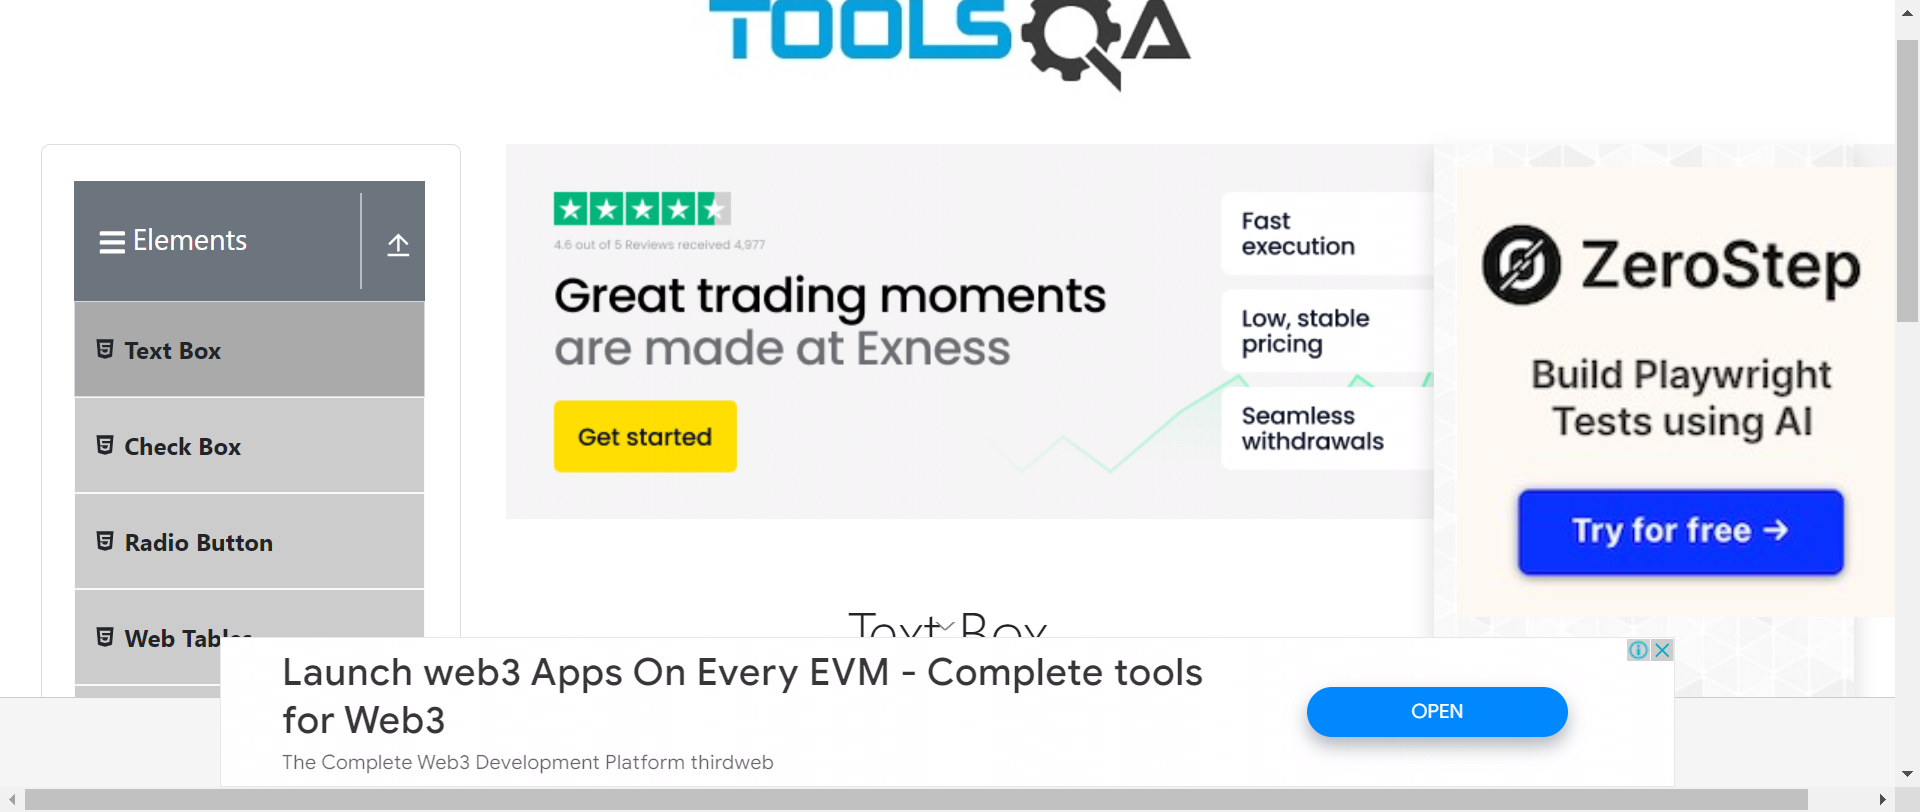 TOOLSQA
Elements
Text Box
Check Box
Radio Button
Web Tables
4.6 out of 5 Reviews received 4,977
Great trading moments
are made at Exness
Get started
Fast
execution
Low, stable
pricing
Seamless
withdrawals
ZeroStep
Build Playwright
Tests using AI
Try for free →
Text Box
Launch web3 Apps On Every EVM - Complete tools
for Web3
The Complete Web3 Development Platform thirdweb
OPEN